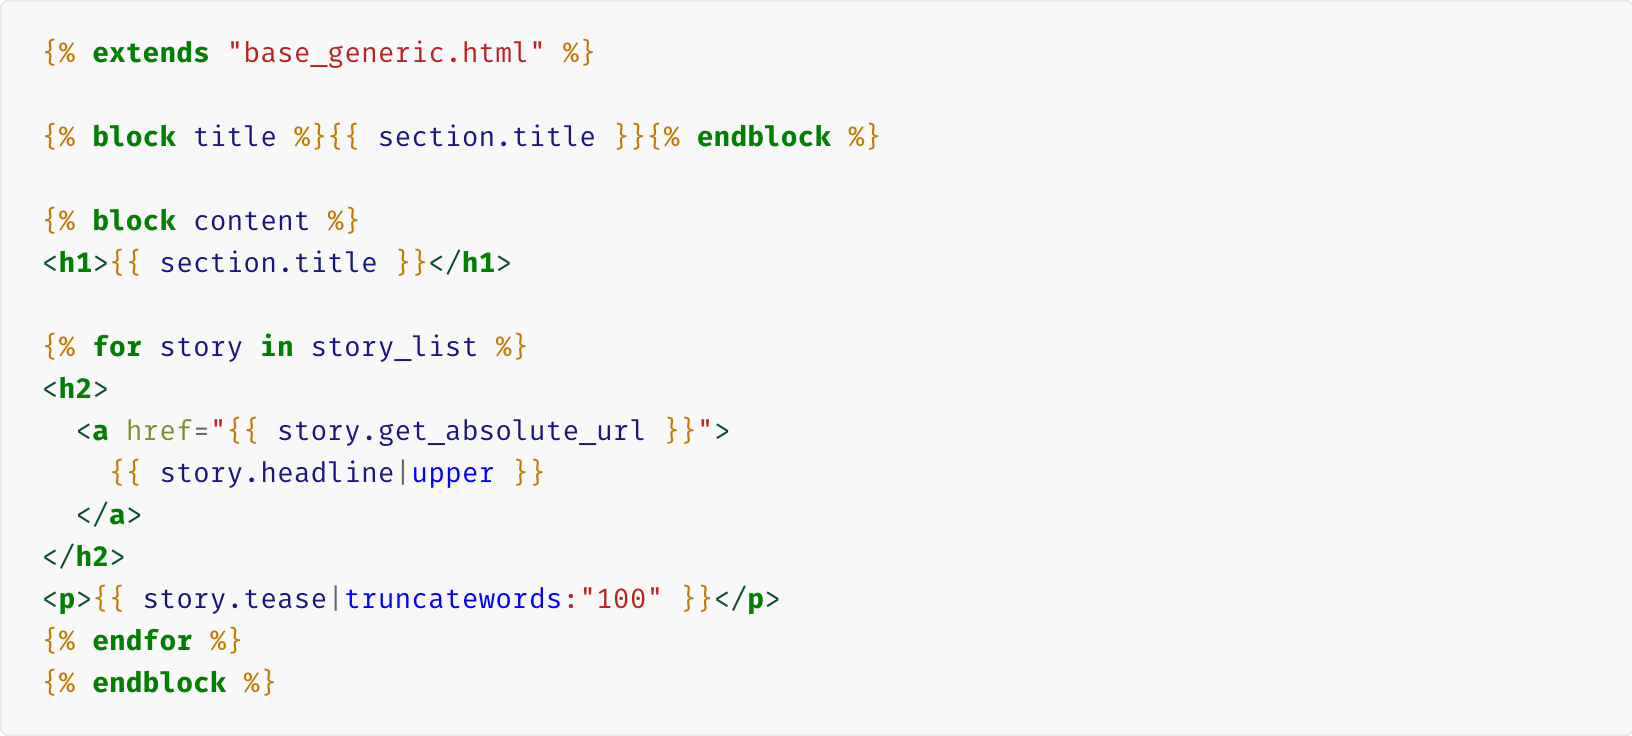 {% extends "base_generic.html" %}
{% block title %}{{ section.title }}{% endblock %}
{% block content %}
<h1>{{ section.title }}</h1>
{% for story in story_list %}
<h2>
  <a href="{{ story.get_absolute_url }}">
    {{ story.headline|upper }}
  </a>
</h2>
<p>{{ story.tease|truncatewords:"100" }}</p>
{% endfor %}
{% endblock %}